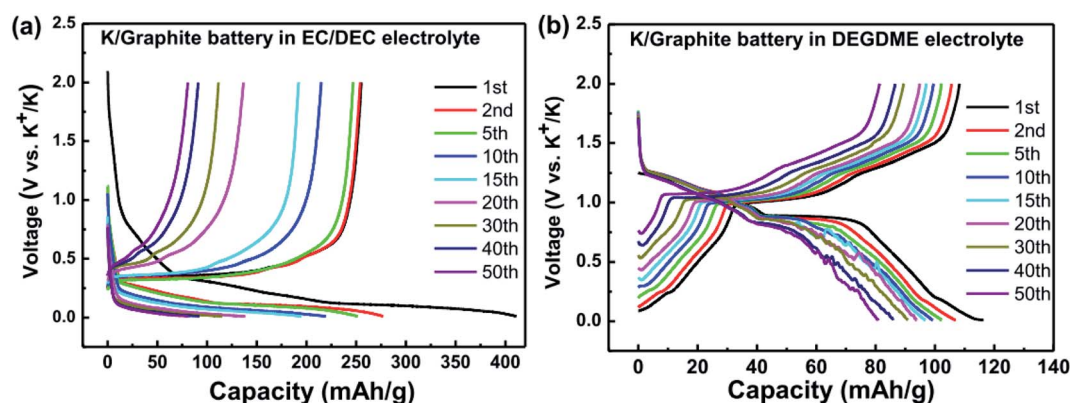 (a)
K/Graphite battery in EC/DEC electrolyte
Voltage (V vs. K⁺/K)
2.5
2.0
1.5
1.0
0.5
0.0
1st
2nd
5th
10th
15th
20th
30th
40th
50th
0 50 100 150 200 250 300 350 400
Capacity (mAh/g)
(b)
K/Graphite battery in DEGDME electrolyte
Voltage (V vs. K⁺/K)
2.5
2.0
1.5
1.0
0.5
0.0
1st
2nd
5th
10th
15th
20th
30th
40th
50th
0 20 40 60 80 100 120 140
Capacity (mAh/g)